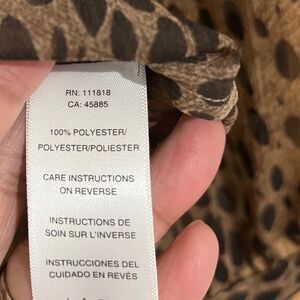 RN: 111818
CA: 45885
100% POLYESTER/
POLYESTER/POLIESTER
CARE INSTRUCTIONS
ON REVERSE
INSTRUCTIONS DE
SOIN SUR L'INVERSE
INSTRUCCIONES DEL
CUIDADO EN REVÉS